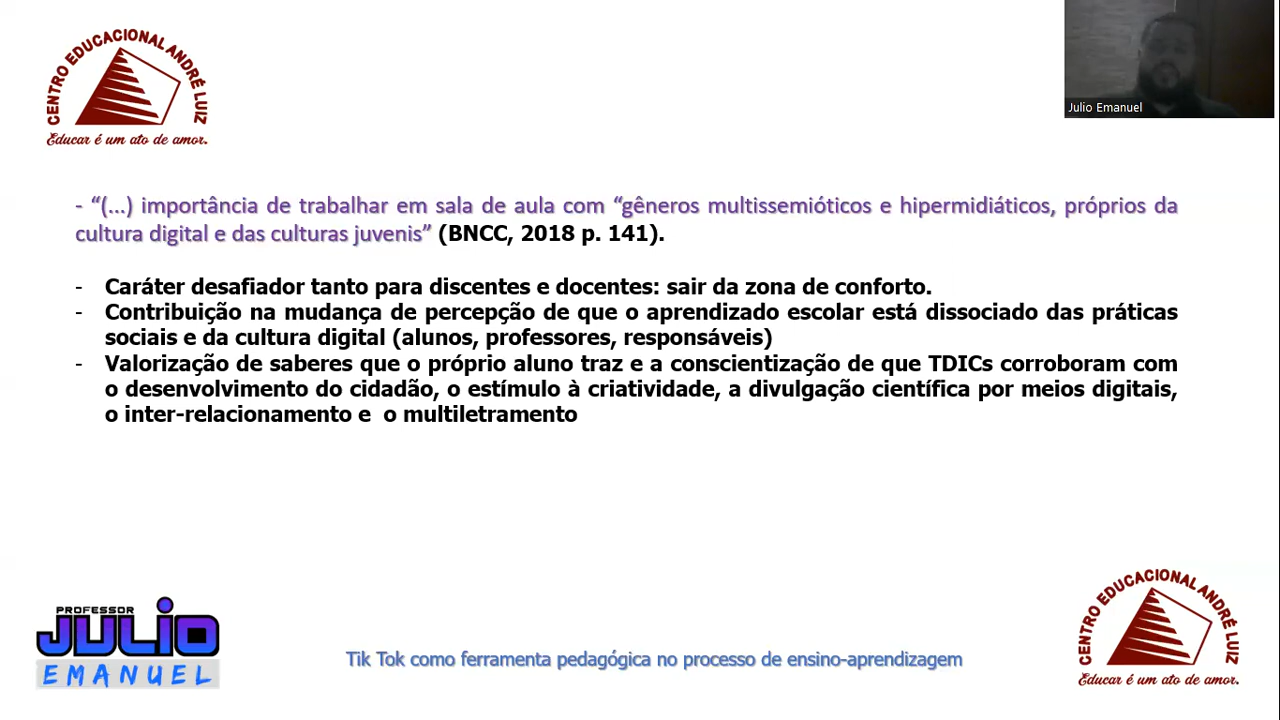 CENTRO EDUCACIONAL ANDRÉ LUIZ
Educar é um ato de amor.
Julio Emanuel
- “(...) importância de trabalhar em sala de aula com “gêneros multissemióticos e hipermidiáticos, próprios da
cultura digital e das culturas juvenis” (BNCC, 2018 p. 141).
- Caráter desafiador tanto para discentes e docentes: sair da zona de conforto.
- Contribuição na mudança de percepção de que o aprendizado escolar está dissociado das práticas
sociais e da cultura digital (alunos, professores, responsáveis)
- Valorização de saberes que o próprio aluno traz e a conscientização de que TDICs corroboram com
o desenvolvimento do cidadão, o estímulo à criatividade, a divulgação científica por meios digitais,
o inter-relacionamento e  o multiletramento
PROFESSOR
JULIO
EMANUEL
Tik Tok como ferramenta pedagógica no processo de ensino-aprendizagem
CENTRO EDUCACIONAL ANDRÉ LUIZ
Educar é um ato de amor.